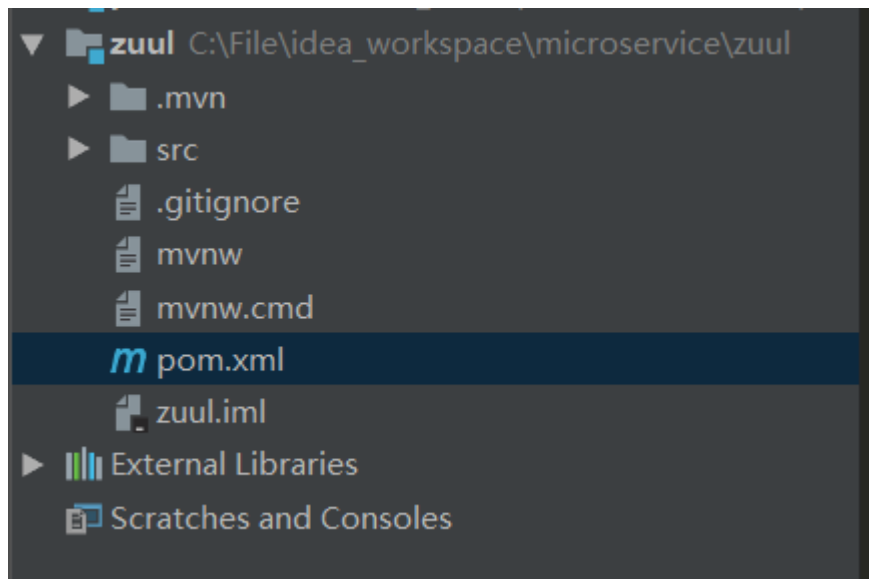 zuul C:\File\idea_workspace\microservice\zuul
.mvn
src
.gitignore
mvnw
mvnw.cmd
pom.xml
zuul.iml
External Libraries
Scratches and Consoles